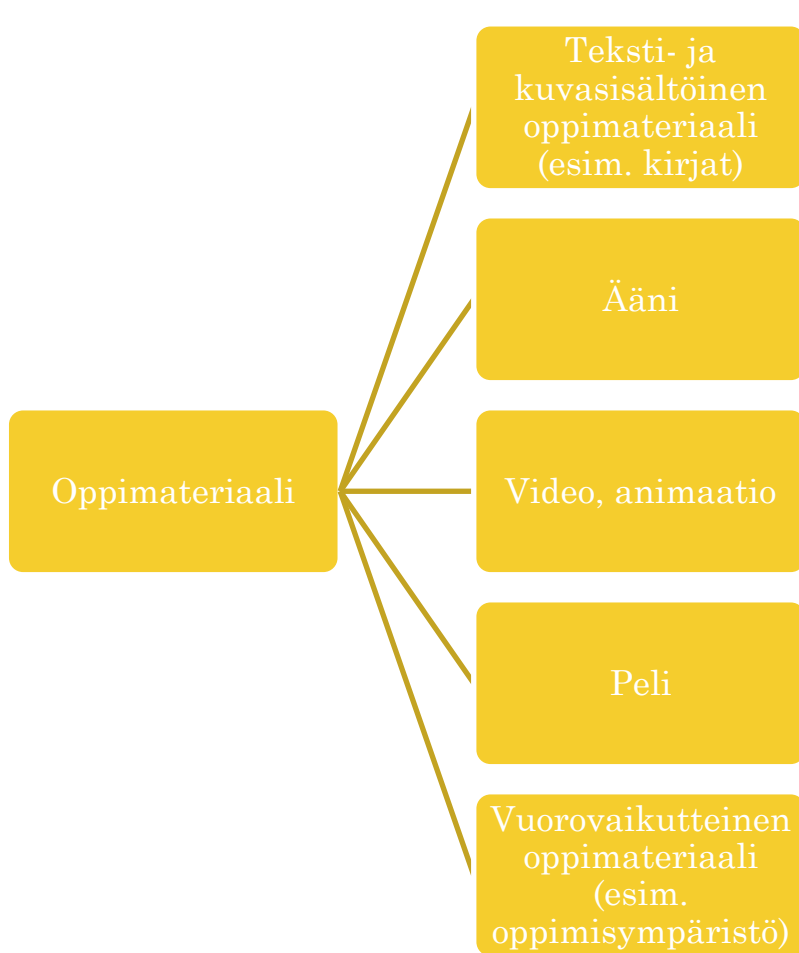 Oppimateriaali
Teksti- ja
kuvasisältöinen
oppimateriaali
(esim. kirjat)
Ääni
Video, animaatio
Peli
Vuorovaikutteinen
oppimateriaali
(esim.
oppimisympäristö)